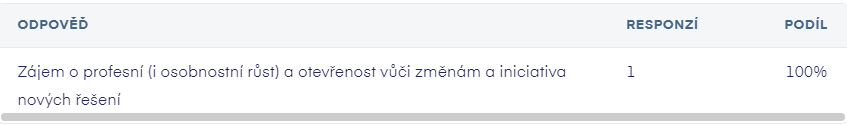 ODPOVĚĎ RESPONZÍ PODÍL
Zájem o profesní (i osobnostní růst) a otevřenost vůči změnám a iniciativa 1 100%
nových řešení